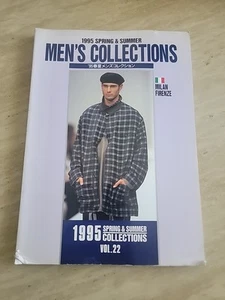 1995 SPRING & SUMMER
MEN'S COLLECTIONS
'95春夏メンズコレクション
MILAN
FIRENZE
1995 SPRING & SUMMER
COLLECTIONS
VOL.22